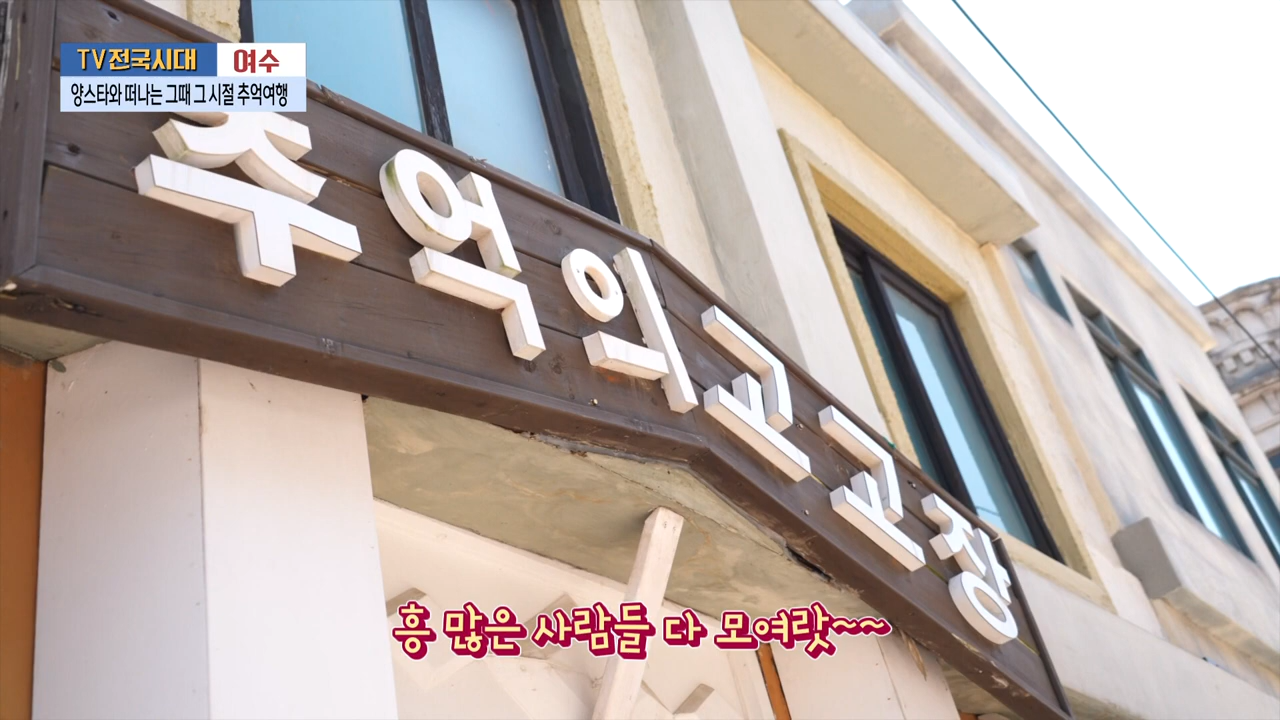 TV전국시대 여수
양스타와 떠나는 그때 그 시절 추억여행
추억의 고고장
흥 많은 사람들 다 모여랏~~